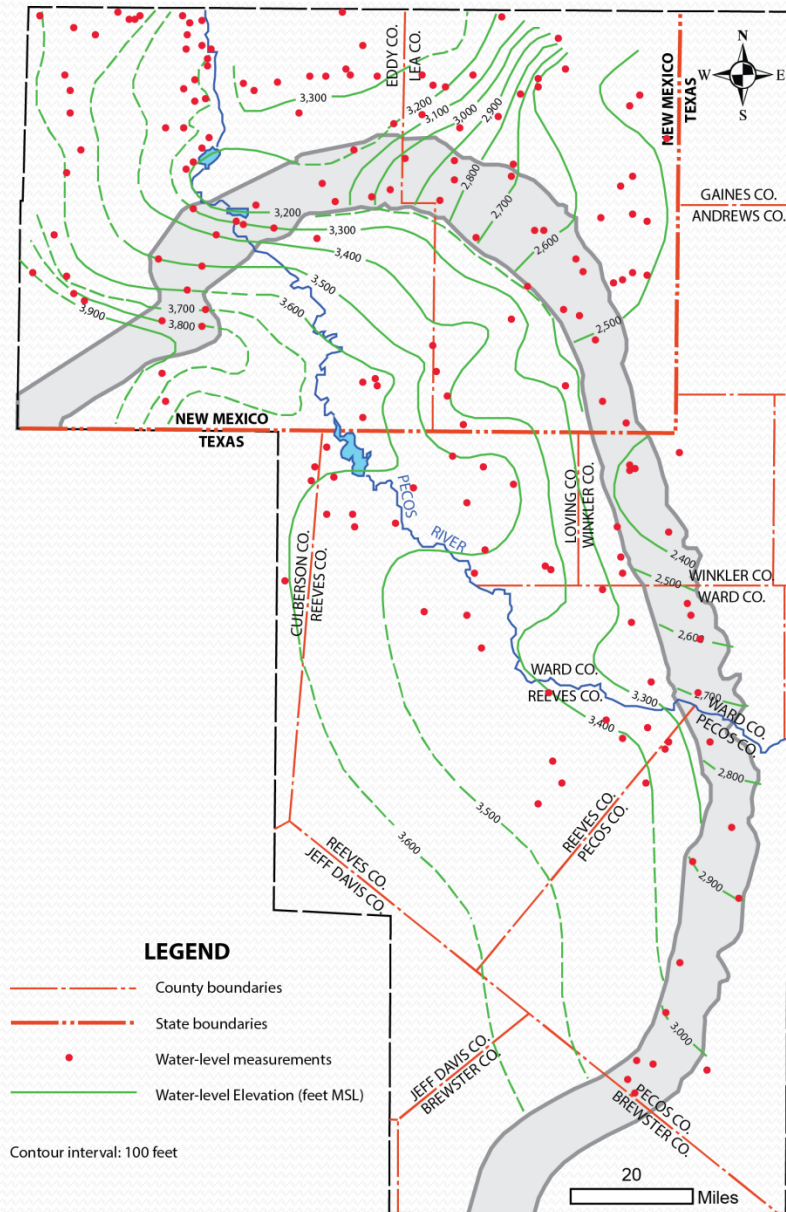 EDDY CO.
LEA CO.
NEW MEXICO
TEXAS
N
W
E
S
3,300
3,200
3,100
3,000
2,900
2,800
2,700
2,600
2,500
GAINES CO.
ANDREWS CO.
3,200
3,300
3,400
3,500
3,600
3,700
3,800
3,900
NEW MEXICO
TEXAS
PECOS
RIVER
CULBERSON CO.
REEVES CO.
LOVING CO.
WINKLER CO.
2,400
2,500
WINKLER CO.
WARD CO.
2,600
WARD CO.
REEVES CO.
3,300
3,400
2,700
WARD CO.
PECOS CO.
2,800
3,500
3,600
REEVES CO.
PECOS CO.
REEVES CO.
JEFF DAVIS CO.
2,900
3,000
JEFF DAVIS CO.
BREWSTER CO.
PECOS CO.
BREWSTER CO.
LEGEND
County boundaries
State boundaries
Water-level measurements
Water-level Elevation (feet MSL)
Contour interval: 100 feet
20
Miles